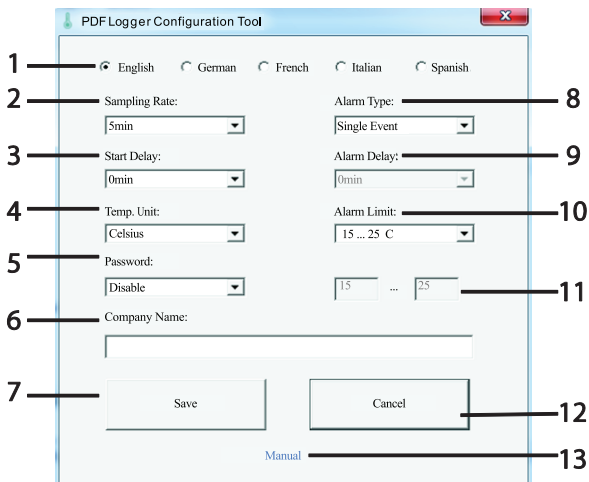 PDF Logger Configuration Tool
1 English German French Italian Spanish
2 Sampling Rate: Alarm Type: 8
5min Single Event
3 Start Delay: Alarm Delay: 9
0min 0min
4 Temp. Unit: Alarm Limit: 10
Celsius 15 ... 25 C
5 Password:
Disable 15 ... 25 11
6 Company Name:
7 Save Cancel 12
Manual 13